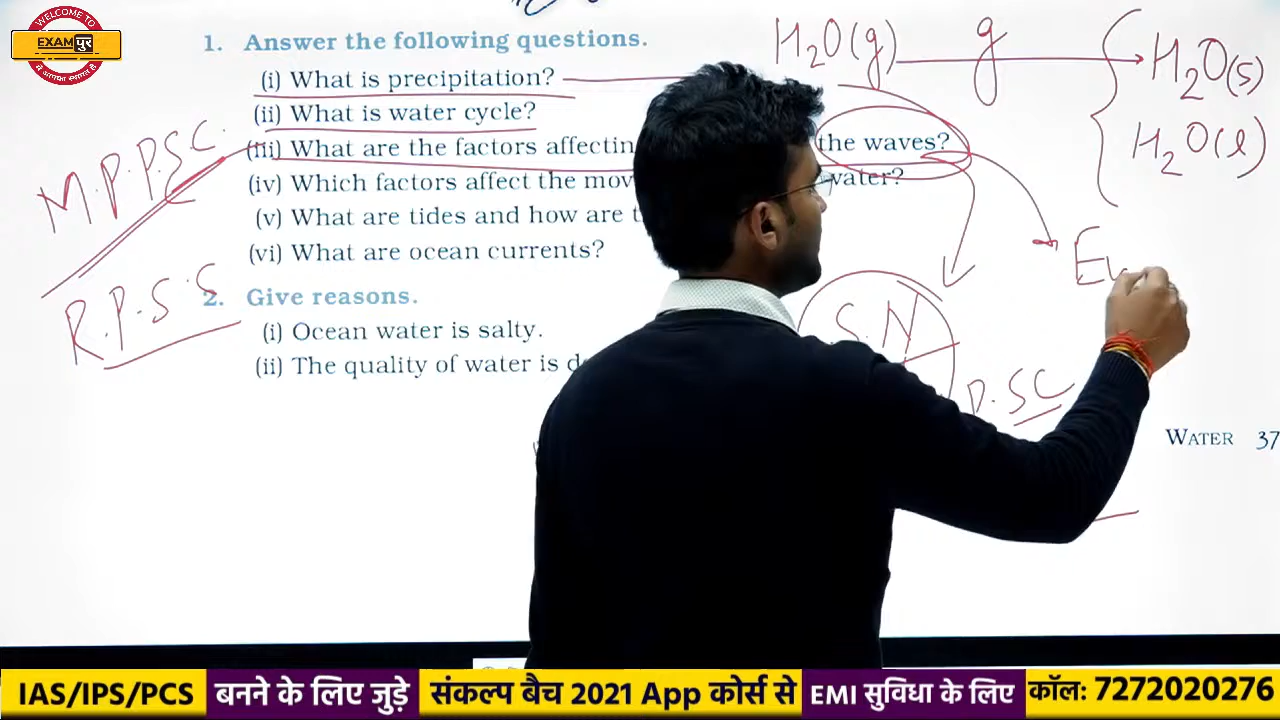 WELCOME TO
EXAM पुर
1. Answer the following questions.
(i) What is precipitation?
(ii) What is water cycle?
(iii) What are the factors affectin the waves?
(iv) Which factors affect the mov water?
(v) What are tides and how are t
(vi) What are ocean currents?
2. Give reasons.
(i) Ocean water is salty.
(ii) The quality of water is d
H2O(g) g H2O(s)
H2O(l)
M.P.P.S.C.
R.P.S.C
S.N
P.SC
Ev
WATER 37
IAS/IPS/PCS बनने के लिए जुड़े संकल्प बैच 2021 App कोर्स से EMI सुविधा के लिए कॉल: 7272020276